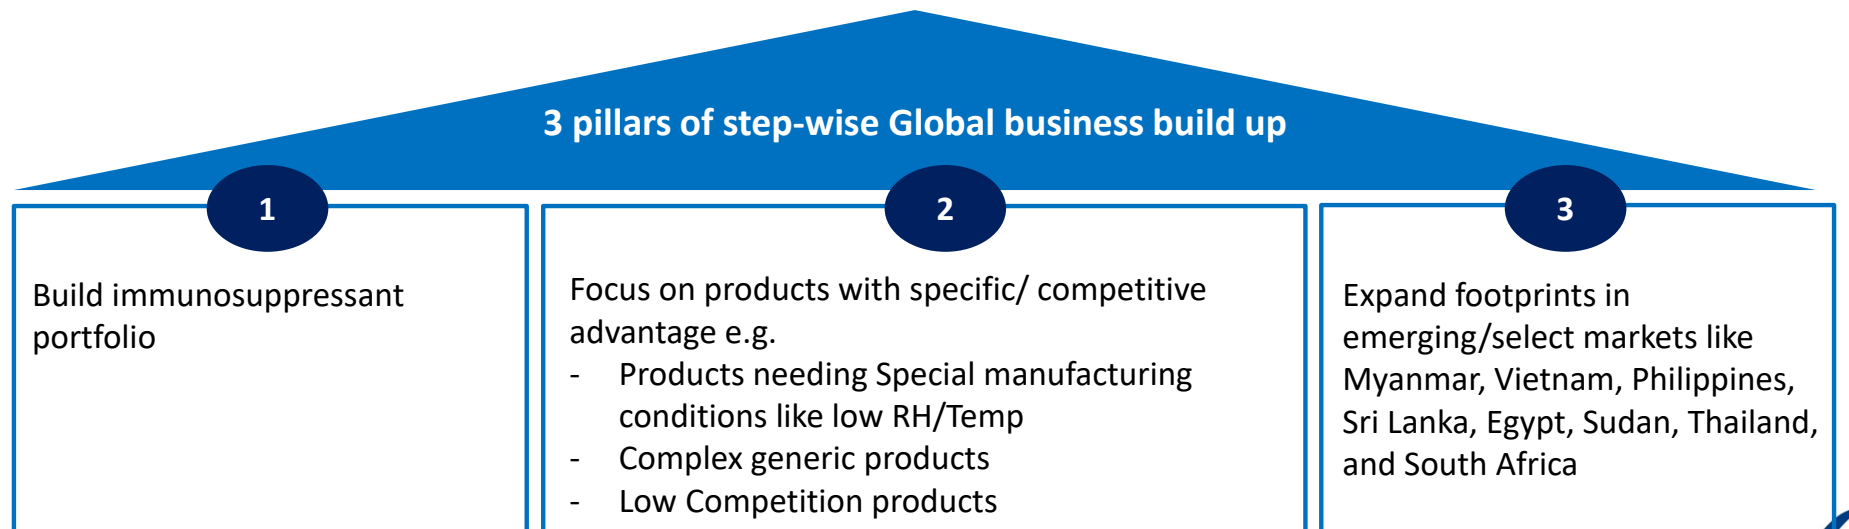 3 pillars of step-wise Global business build up
1
Build immunosuppressant
portfolio
2
Focus on products with specific/ competitive
advantage e.g.
- Products needing Special manufacturing
conditions like low RH/Temp
- Complex generic products
- Low Competition products
3
Expand footprints in
emerging/select markets like
Myanmar, Vietnam, Philippines,
Sri Lanka, Egypt, Sudan, Thailand,
and South Africa